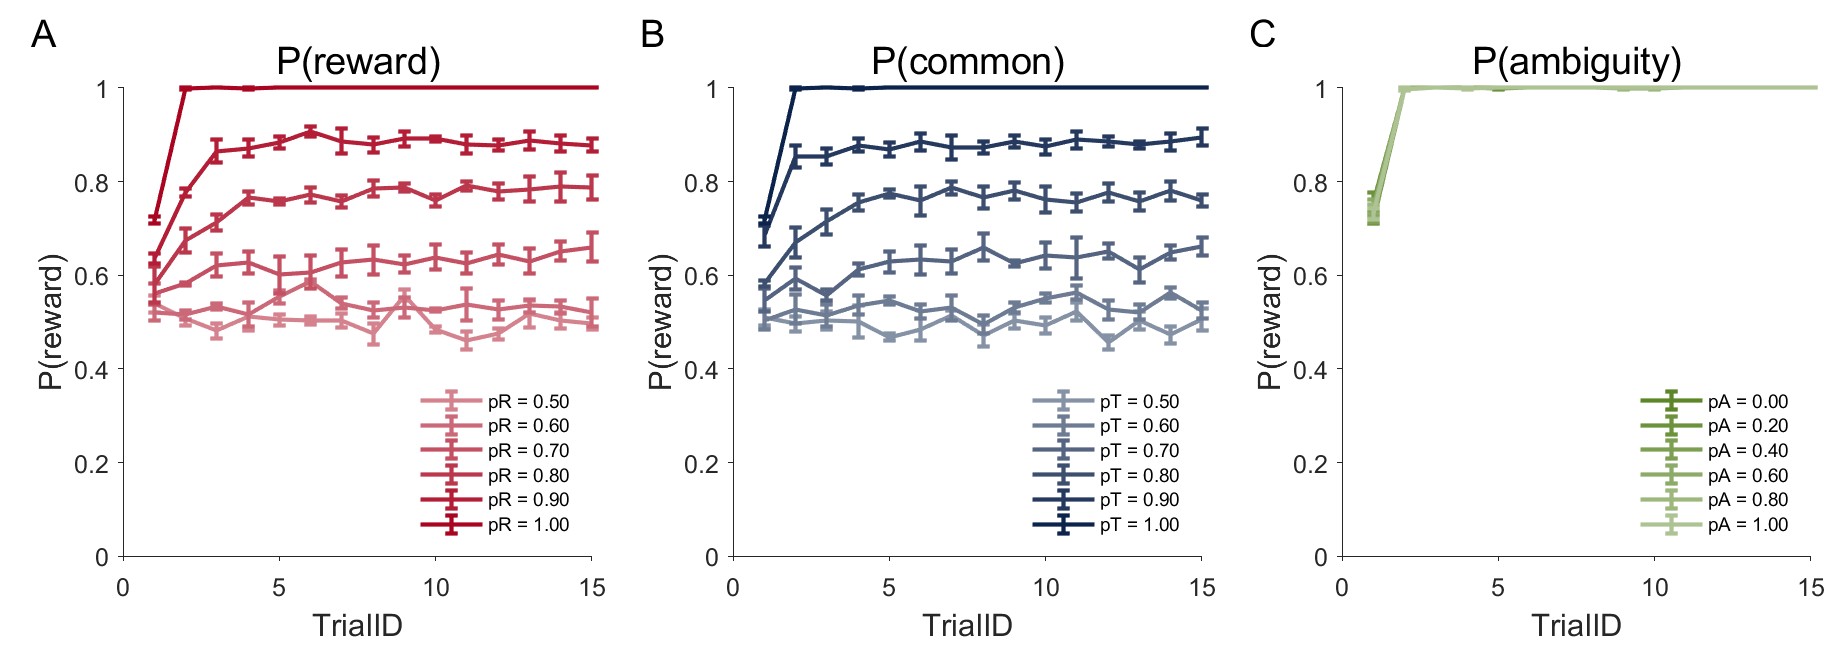 A
P(reward)
P(reward)
1
0.8
0.6
0.4
0.2
0
0
5
10
15
TrialID
pR = 0.50
pR = 0.60
pR = 0.70
pR = 0.80
pR = 0.90
pR = 1.00
B
P(common)
P(reward)
1
0.8
0.6
0.4
0.2
0
0
5
10
15
TrialID
pT = 0.50
pT = 0.60
pT = 0.70
pT = 0.80
pT = 0.90
pT = 1.00
C
P(ambiguity)
P(reward)
1
0.8
0.6
0.4
0.2
0
0
5
10
15
TrialID
pA = 0.00
pA = 0.20
pA = 0.40
pA = 0.60
pA = 0.80
pA = 1.00